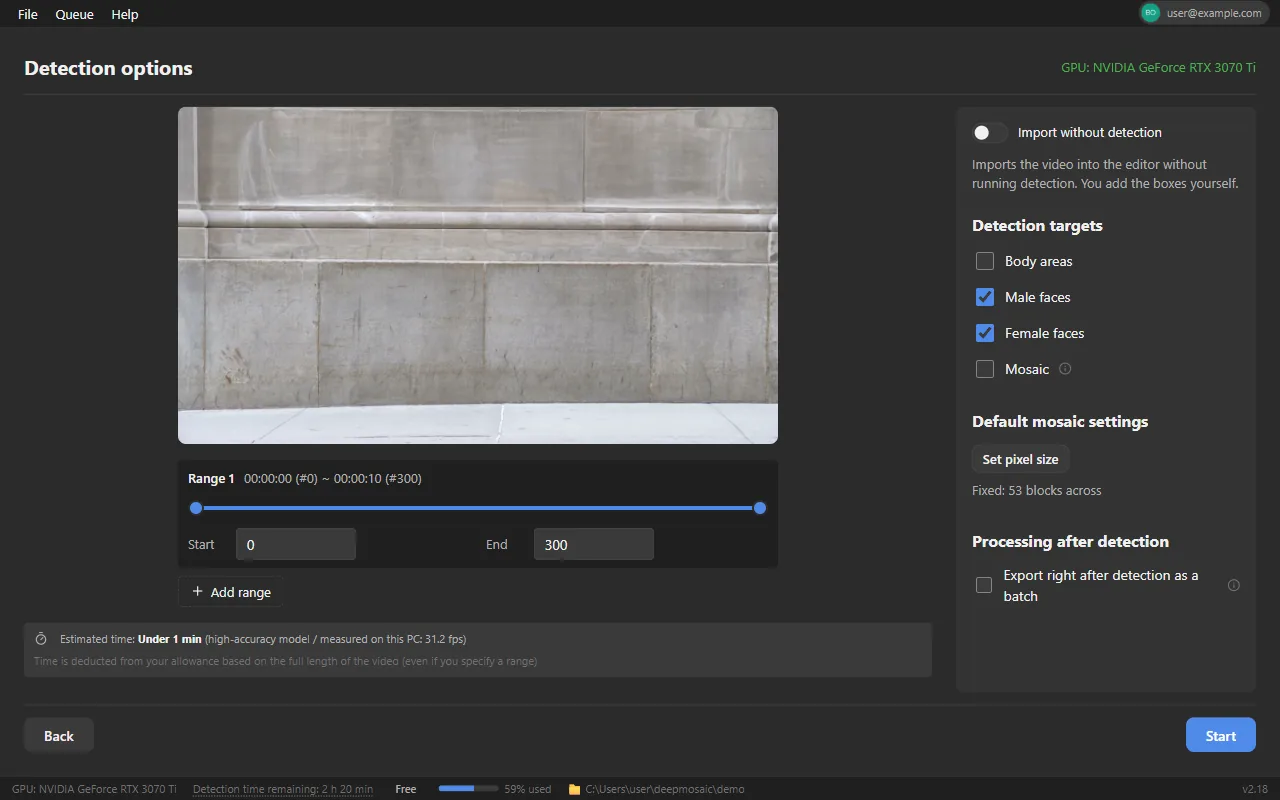 File Queue Help
BO user@example.com
Detection options
GPU: NVIDIA GeForce RTX 3070 Ti
Import without detection
Imports the video into the editor without
running detection. You add the boxes yourself.
Detection targets
Body areas
Male faces
Female faces
Mosaic
Default mosaic settings
Set pixel size
Fixed: 53 blocks across
Processing after detection
Export right after detection as a
batch
Range 1 00:00:00 (#0) ~ 00:00:10 (#300)
Start 0 End 300
+ Add range
Estimated time: Under 1 min (high-accuracy model / measured on this PC: 31.2 fps)
Time is deducted from your allowance based on the full length of the video (even if you specify a range)
Back
Start
GPU: NVIDIA GeForce RTX 3070 Ti Detection time remaining: 2 h 20 min Free 59% used C:\Users\user\deepmosaic\demo v2.18